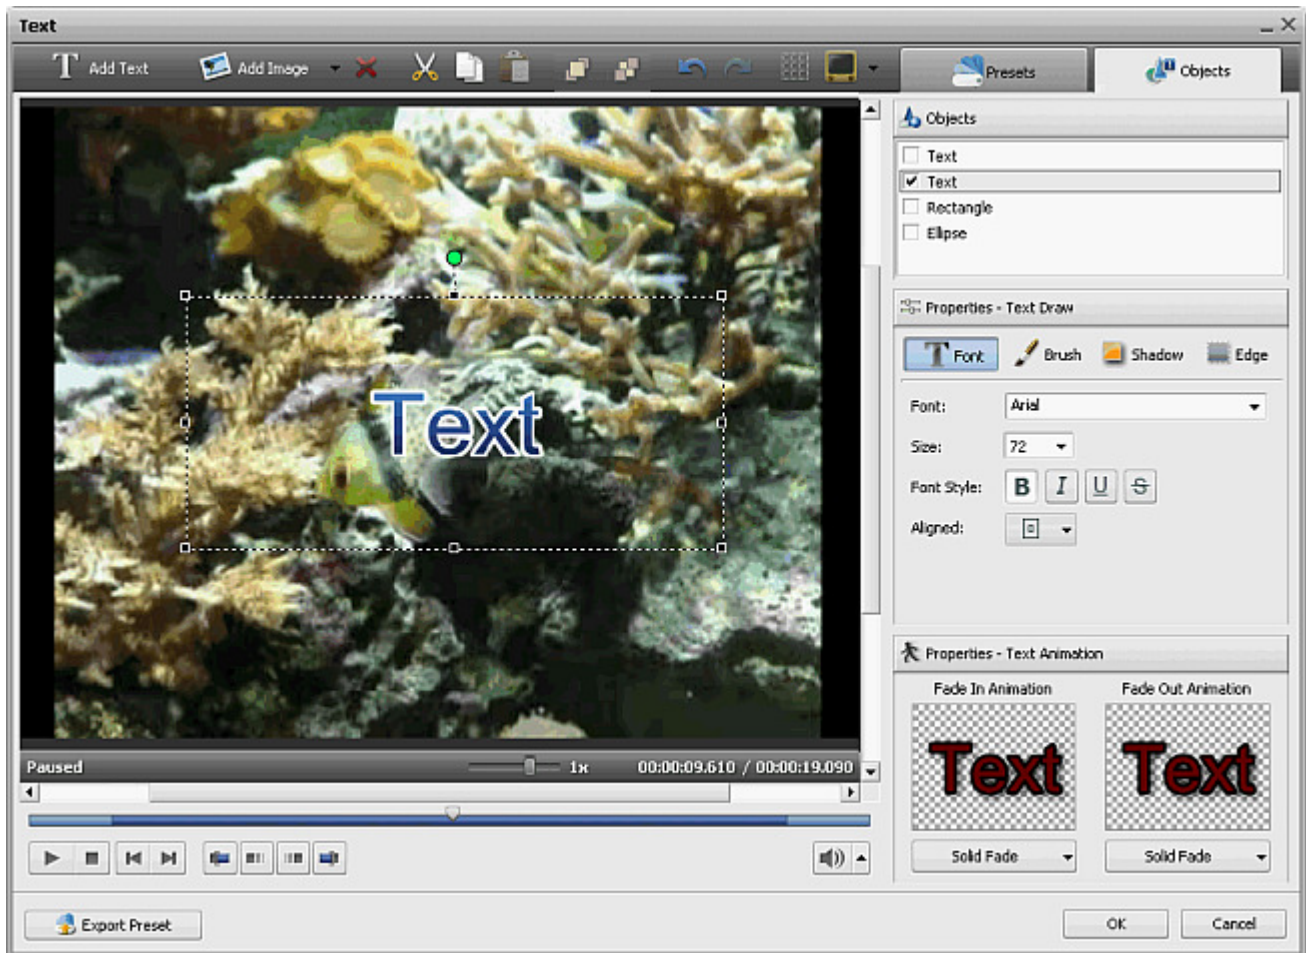 Text
Add Text
Add Image
Presets
Objects
Objects
Text
Text
Rectangle
Ellipse
Properties - Text Draw
Font
Brush
Shadow
Edge
Font:
Arial
Size:
72
Font Style:
B I U S
Aligned:
Text
Properties - Text Animation
Fade In Animation
Fade Out Animation
Text
Text
Solid Fade
Solid Fade
Paused
1x
00:00:09.610 / 00:00:19.090
Export Preset
OK
Cancel